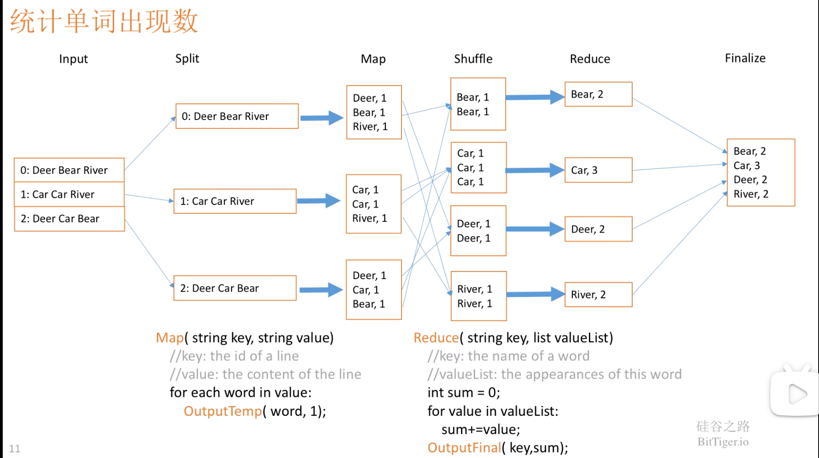 统计单词出现数
Input
Split
Map
Shuffle
Reduce
Finalize
0: Deer Bear River
1: Car Car River
2: Deer Car Bear
0: Deer Bear River
1: Car Car River
2: Deer Car Bear
Deer, 1
Bear, 1
River, 1
Car, 1
Car, 1
River, 1
Deer, 1
Car, 1
Bear, 1
Bear, 1
Bear, 1
Car, 1
Car, 1
Car, 1
Deer, 1
Deer, 1
River, 1
River, 1
Bear, 2
Car, 3
Deer, 2
River, 2
Bear, 2
Car, 3
Deer, 2
River, 2
Map( string key, string value)
//key: the id of a line
//value: the content of the line
for each word in value:
OutputTemp( word, 1);
Reduce( string key, list valueList)
//key: the name of a word
//valueList: the appearances of this word
int sum = 0;
for value in valueList:
sum+=value;
OutputFinal( key,sum);
硅谷之路
BitTiger.io
11